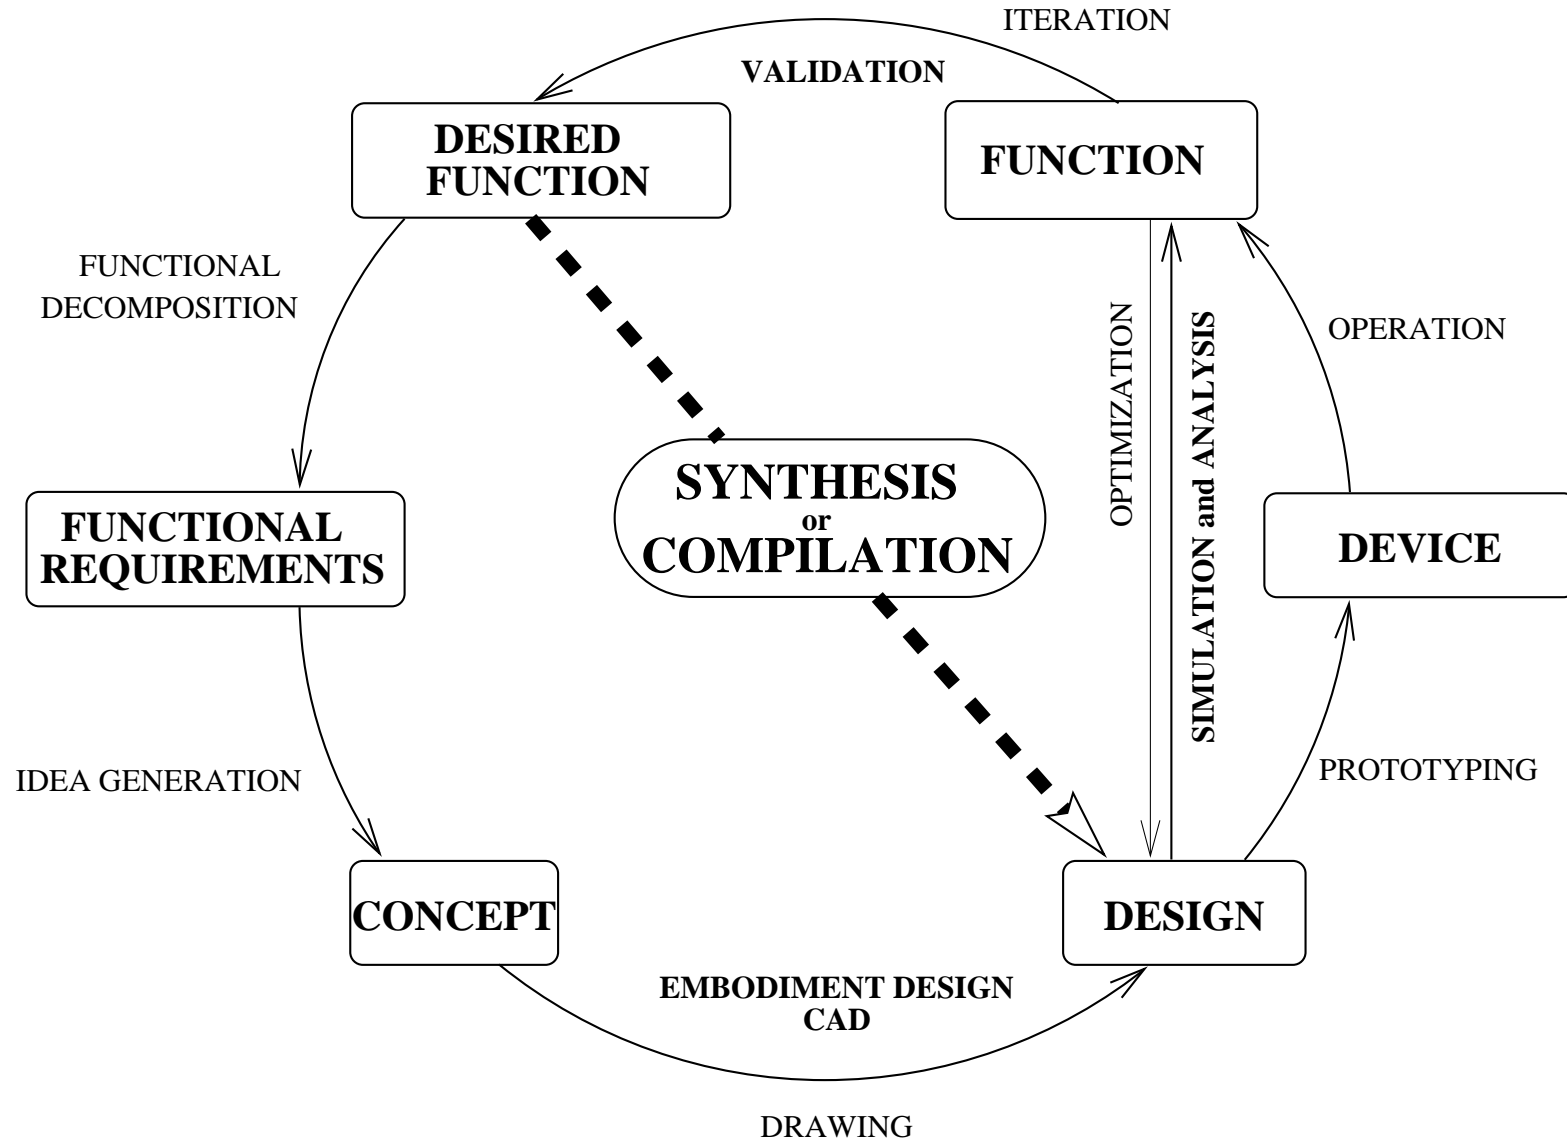 ITERATION
VALIDATION
DESIRED
FUNCTION
FUNCTION
FUNCTIONAL
DECOMPOSITION
OPTIMIZATION
SIMULATION and ANALYSIS
OPERATION
SYNTHESIS
or
COMPILATION
FUNCTIONAL
REQUIREMENTS
DEVICE
IDEA GENERATION
PROTOTYPING
CONCEPT
DESIGN
EMBODIMENT DESIGN
CAD
DRAWING